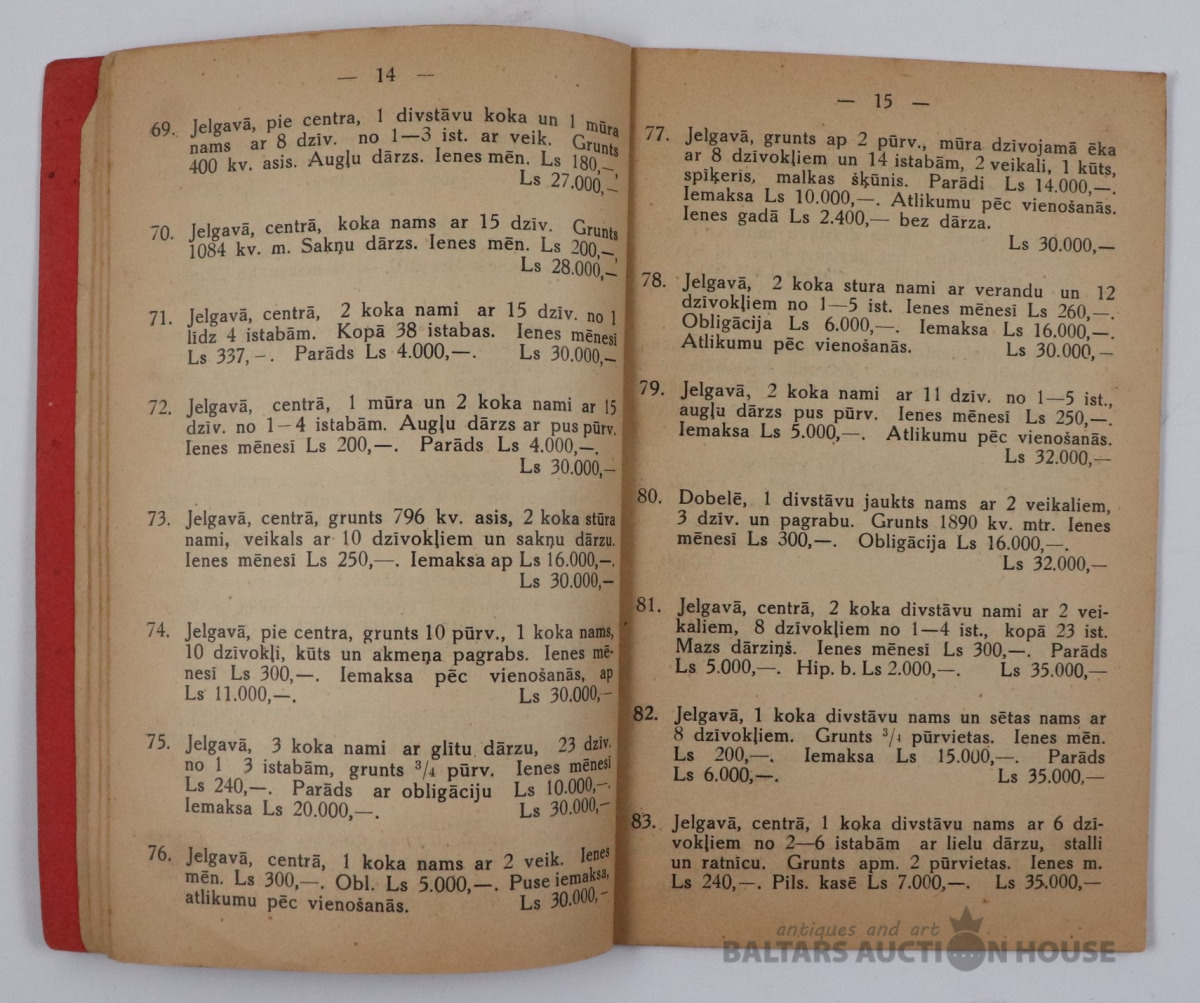 — 14 —
69. Jelgavā, pie centra, 1 divstāvu koka un 1 mūra
nams ar 8 dzīv. no 1—3 ist. ar veik. Grunts
400 kv. asis. Augļu dārzs. Ienes mēn. Ls 180,—,
Ls 27.000,—
70. Jelgavā, centrā, koka nams ar 15 dzīv. Grunts
1084 kv. m. Sakņu dārzs. Ienes mēn. Ls 200,—,
Ls 28.000,—
71. Jelgavā, centrā, 2 koka nami ar 15 dzīv. no 1
līdz 4 istabām. Kopā 38 istabas. Ienes mēnesī
Ls 337,-. Parāds Ls 4.000,—. Ls 30.000,—
72. Jelgavā, centrā, 1 mūra un 2 koka nami ar 15
dzīv. no 1—4 istabām. Augļu dārzs ar pus pūrv.
Ienes mēnesī Ls 200,—. Parāds Ls 4.000,—.
Ls 30.000,—
73. Jelgavā, centrā, grunts 796 kv. asis, 2 koka stūra
nami, veikals ar 10 dzīvokļiem un sakņu dārzu.
Ienes mēnesī Ls 250,—. Iemaksa ap Ls 16.000,—.
Ls 30.000,—
74. Jelgavā, pie centra, grunts 10 pūrv., 1 koka nams,
10 dzīvokļi, kūts un akmeņa pagrabs. Ienes mē-
nesī Ls 300,—. Iemaksa pēc vienošanās, ap
Ls 11.000,—. Ls 30.000,—
75. Jelgavā, 3 koka nami ar glītu dārzu, 23 dzīv.
no 1 3 istabām, grunts ³/₄ pūrv. Ienes mēnesī
Ls 240,—. Parāds ar obligāciju Ls 10.000,—.
Iemaksa Ls 20.000,—. Ls 30.000,—
76. Jelgavā, centrā, 1 koka nams ar 2 veik. Ienes
mēn. Ls 300,—. Obl. Ls 5.000,—. Puse iemaksa,
atlikumu pēc vienošanās. Ls 30.000,—
— 15 —
77. Jelgavā, grunts ap 2 pūrv., mūra dzīvojamā ēka
ar 8 dzīvokļiem un 14 istabām, 2 veikali, 1 kūts,
spīķeris, malkas šķūnis. Parādi Ls 14.000,—.
Iemaksa Ls 10.000,—. Atlikumu pēc vienošanās.
Ienes gadā Ls 2.400,— bez dārza.
Ls 30.000,—
78. Jelgavā, 2 koka stura nami ar verandu un 12
dzīvokļiem no 1—5 ist. Ienes mēnesī Ls 260,—.
Obligācija Ls 6.000,—. Iemaksa Ls 16.000,—.
Atlikumu pēc vienošanās. Ls 30.000,—
79. Jelgavā, 2 koka nami ar 11 dzīv. no 1—5 ist.,
augļu dārzs pus pūrv. Ienes mēnesī Ls 250,—.
Iemaksa Ls 5.000,—. Atlikumu pēc vienošanās.
Ls 32.000,—
80. Dobelē, 1 divstāvu jaukts nams ar 2 veikaliem,
3 dzīv. un pagrabu. Grunts 1890 kv. mtr. Ienes
mēnesī Ls 300,—. Obligācija Ls 16.000,—.
Ls 32.000,—
81. Jelgavā, centrā, 2 koka divstāvu nami ar 2 vei-
kaliem, 8 dzīvokļiem no 1—4 ist., kopā 23 ist.
Mazs dārziņš. Ienes mēnesī Ls 300,—. Parāds
Ls 5.000,—. Hip. b. Ls 2.000,—. Ls 35.000,—
82. Jelgavā, 1 koka divstāvu nams un sētas nams ar
8 dzīvokļiem. Grunts ³/₄ pūrvietas. Ienes mēn.
Ls 200,—. Iemaksa Ls 15.000,—. Parāds
Ls 6.000,—. Ls 35.000,—
83. Jelgavā, centrā, 1 koka divstāvu nams ar 6 dzī-
vokļiem no 2—6 istabām ar lielu dārzu, stalli
un ratnīcu. Grunts apm. 2 pūrvietas. Ienes m.
Ls 240,—. Pils. kasē Ls 7.000,—. Ls 35.000,—
antiques and art
BALTARS AUCTION HOUSE